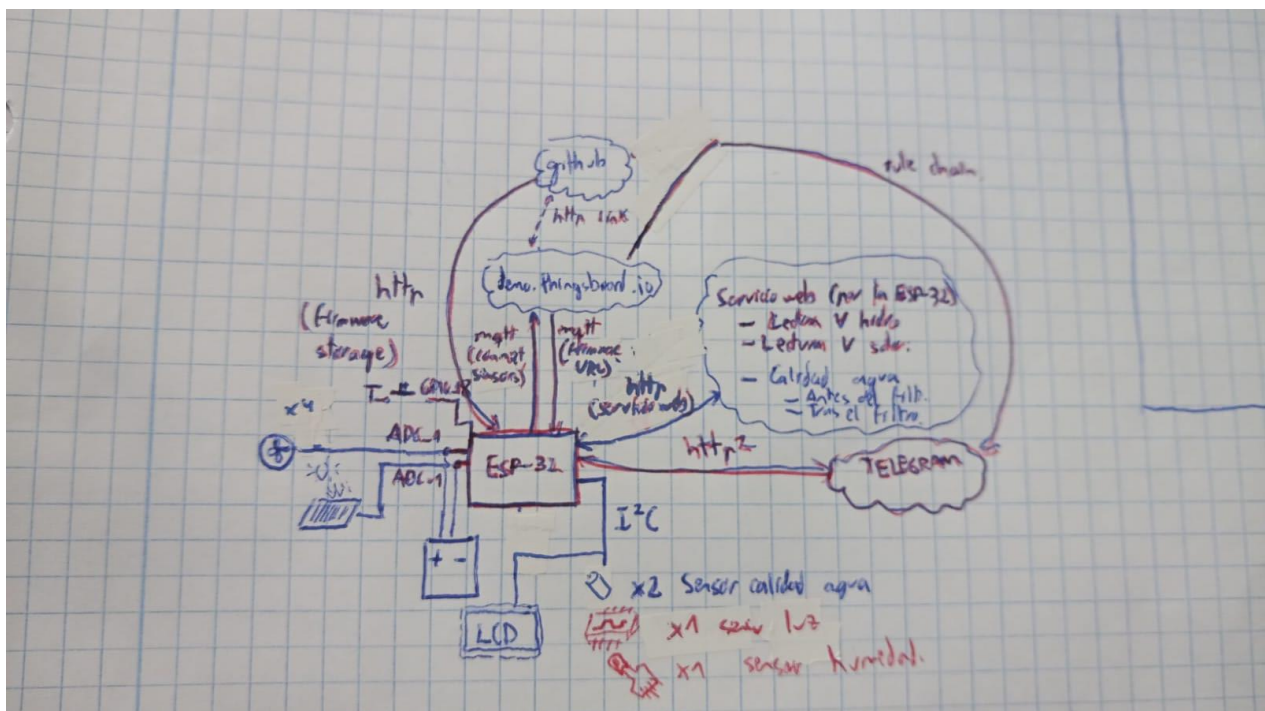 github
http link
rule chain
demo.thingsboard.io
http
(firmware
storage)
mqtt
sensors)
mqtt
(firmware
URL)
http
(servicio web)
Servicio web (por la ESP-32)
- Lectura V hidro
- Lectura V solar
- Calidad agua
- Antes del filtro
- Tras el filtro
x4
ADC_1
ADC_1
ESP-32
http
TELEGRAM
I²C
+ -
LCD
x2 Sensor calidad agua
x1 sensor luz
x1 sensor humedad.